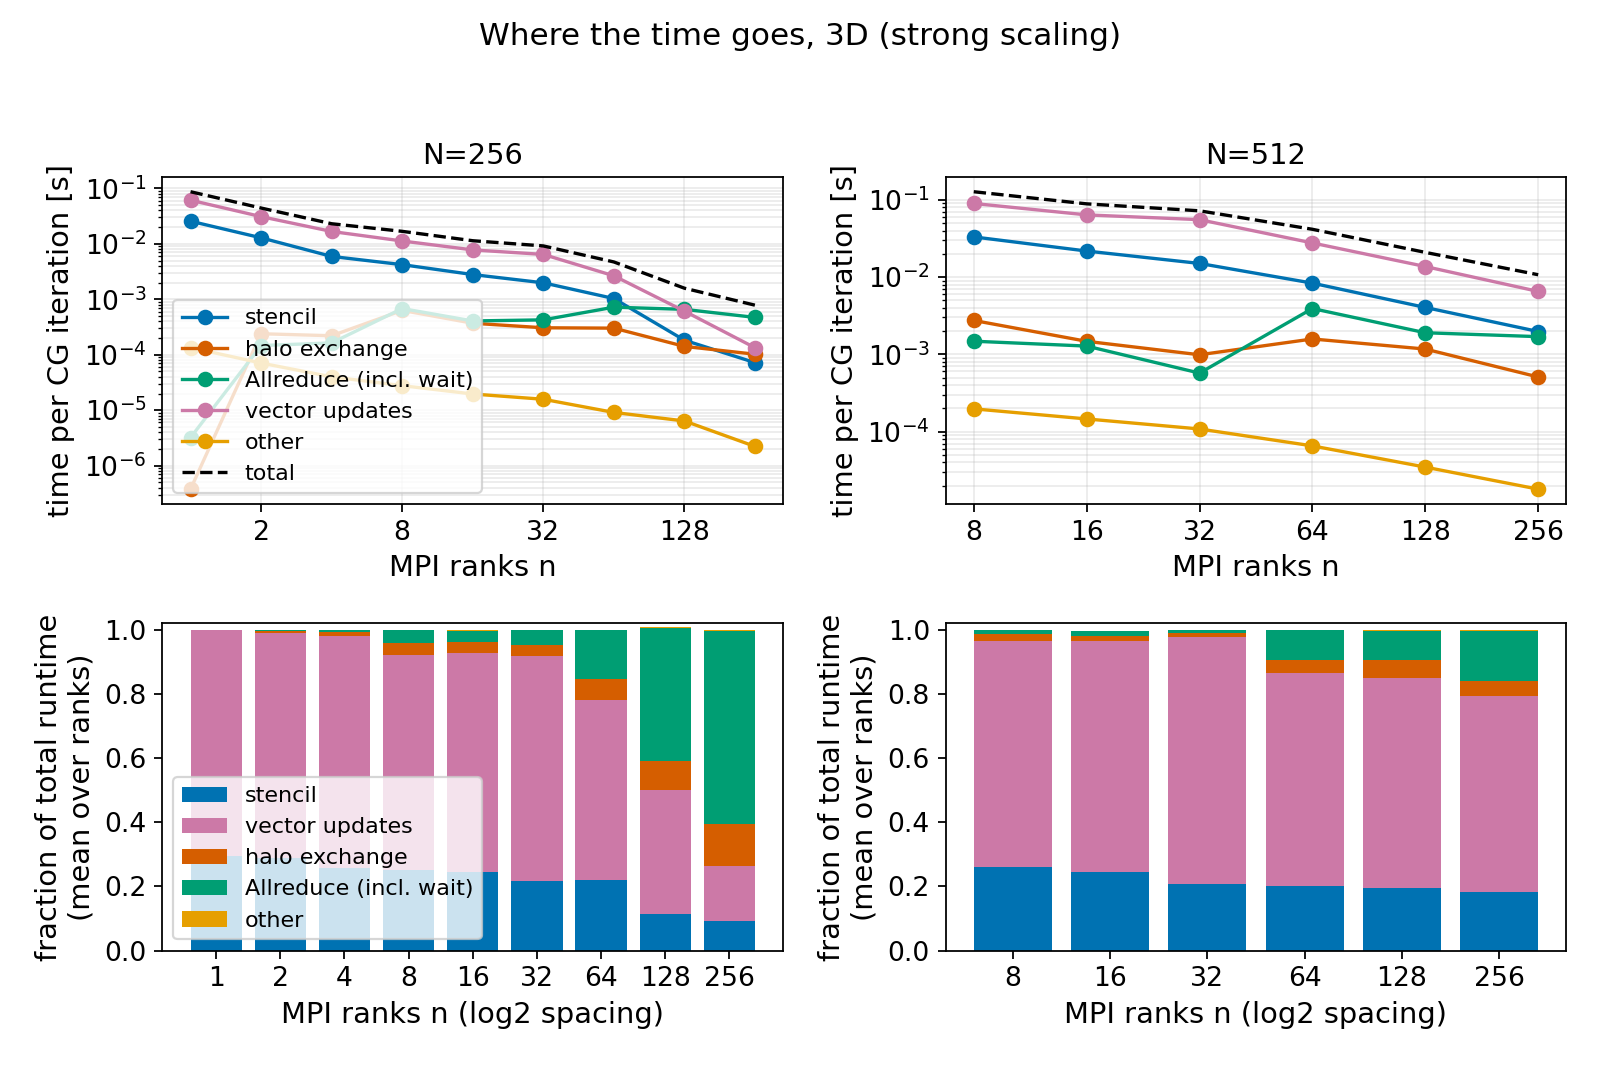 Where the time goes, 3D (strong scaling)
N=256
time per CG iteration [s]
10⁻¹
10⁻²
10⁻³
10⁻⁴
10⁻⁵
10⁻⁶
stencil
halo exchange
Allreduce (incl. wait)
vector updates
other
total
2 8 32 128
MPI ranks n
N=512
time per CG iteration [s]
10⁻¹
10⁻²
10⁻³
10⁻⁴
8 16 32 64 128 256
MPI ranks n
fraction of total runtime
(mean over ranks)
1.0
0.8
0.6
0.4
0.2
0.0
stencil
vector updates
halo exchange
Allreduce (incl. wait)
other
1 2 4 8 16 32 64 128 256
MPI ranks n (log2 spacing)
fraction of total runtime
(mean over ranks)
1.0
0.8
0.6
0.4
0.2
0.0
8 16 32 64 128 256
MPI ranks n (log2 spacing)